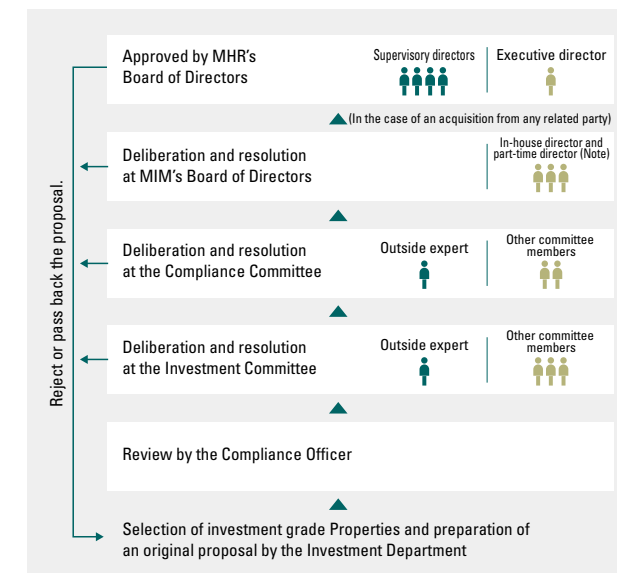 Reject or pass back the proposal.
Approved by MHR's
Board of Directors
Supervisory directors
Executive director
(In the case of an acquisition from any related party)
Deliberation and resolution
at MIM's Board of Directors
In-house director and
part-time director (Note)
Deliberation and resolution
at the Compliance Committee
Outside expert
Other committee
members
Deliberation and resolution
at the Investment Committee
Outside expert
Other committee
members
Review by the Compliance Officer
Selection of investment grade Properties and preparation of
an original proposal by the Investment Department